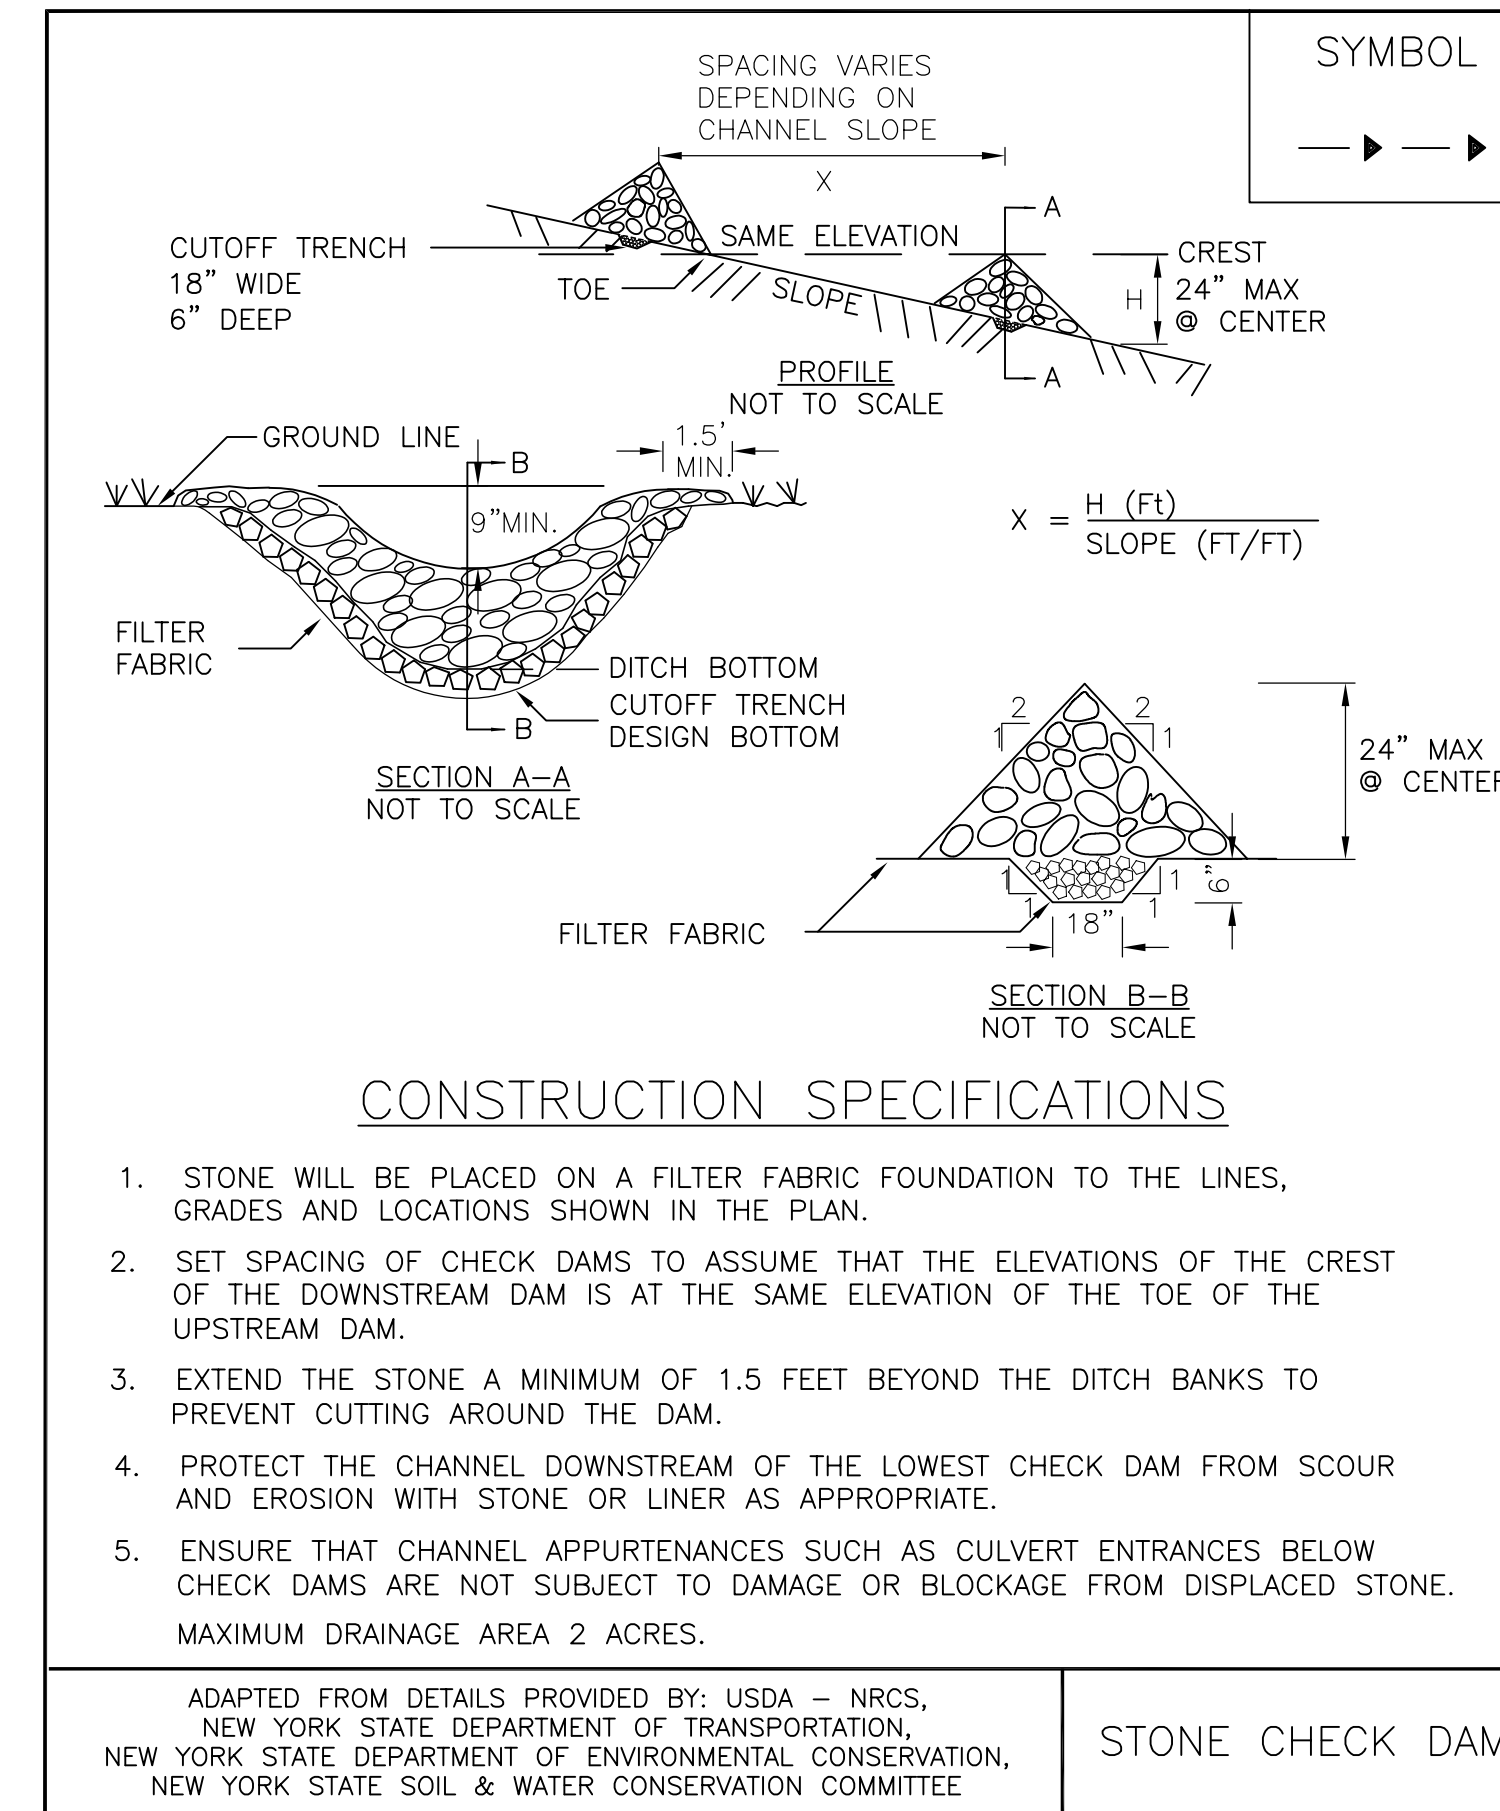 SYMBOL
SPACING VARIES
DEPENDING ON
CHANNEL SLOPE
X
A
CUTOFF TRENCH
18" WIDE
6" DEEP
SAME ELEVATION
TOE
SLOPE
H
CREST
24" MAX
@ CENTER
A
PROFILE
NOT TO SCALE
GROUND LINE
B
1.5'
MIN.
9"MIN.
X = H (Ft)
SLOPE (FT/FT)
FILTER
FABRIC
DITCH BOTTOM
CUTOFF TRENCH
DESIGN BOTTOM
B
SECTION A-A
NOT TO SCALE
2
1
2
1
24" MAX
@ CENTER
1
1
1
1
6"
18"
FILTER FABRIC
SECTION B-B
NOT TO SCALE
CONSTRUCTION SPECIFICATIONS
1. STONE WILL BE PLACED ON A FILTER FABRIC FOUNDATION TO THE LINES,
GRADES AND LOCATIONS SHOWN IN THE PLAN.
2. SET SPACING OF CHECK DAMS TO ASSUME THAT THE ELEVATIONS OF THE CREST
OF THE DOWNSTREAM DAM IS AT THE SAME ELEVATION OF THE TOE OF THE
UPSTREAM DAM.
3. EXTEND THE STONE A MINIMUM OF 1.5 FEET BEYOND THE DITCH BANKS TO
PREVENT CUTTING AROUND THE DAM.
4. PROTECT THE CHANNEL DOWNSTREAM OF THE LOWEST CHECK DAM FROM SCOUR
AND EROSION WITH STONE OR LINER AS APPROPRIATE.
5. ENSURE THAT CHANNEL APPURTENANCES SUCH AS CULVERT ENTRANCES BELOW
CHECK DAMS ARE NOT SUBJECT TO DAMAGE OR BLOCKAGE FROM DISPLACED STONE.
MAXIMUM DRAINAGE AREA 2 ACRES.
ADAPTED FROM DETAILS PROVIDED BY: USDA - NRCS,
NEW YORK STATE DEPARTMENT OF TRANSPORTATION,
NEW YORK STATE DEPARTMENT OF ENVIRONMENTAL CONSERVATION,
NEW YORK STATE SOIL & WATER CONSERVATION COMMITTEE
STONE CHECK DAM